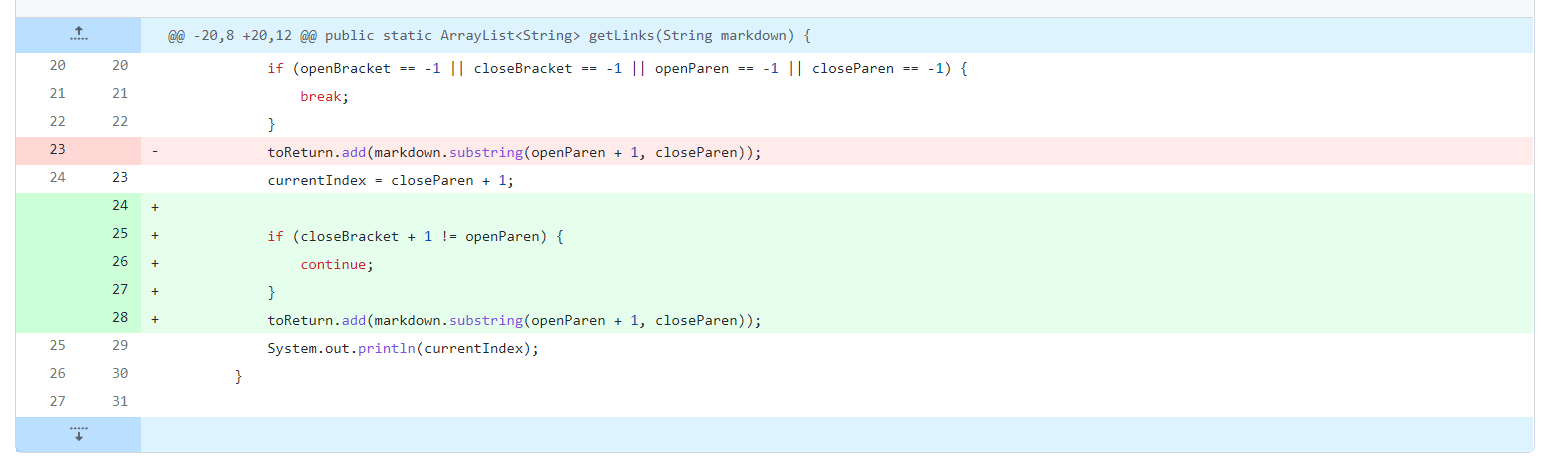 @@ -20,8 +20,12 @@ public static ArrayList<String> getLinks(String markdown) {
20 20 if (openBracket == -1 || closeBracket == -1 || openParen == -1 || closeParen == -1) {
21 21 break;
22 22 }
23 - toReturn.add(markdown.substring(openParen + 1, closeParen));
24 23 currentIndex = closeParen + 1;
24 +
25 + if (closeBracket + 1 != openParen) {
26 + continue;
27 + }
28 + toReturn.add(markdown.substring(openParen + 1, closeParen));
25 29 System.out.println(currentIndex);
26 30 }
27 31